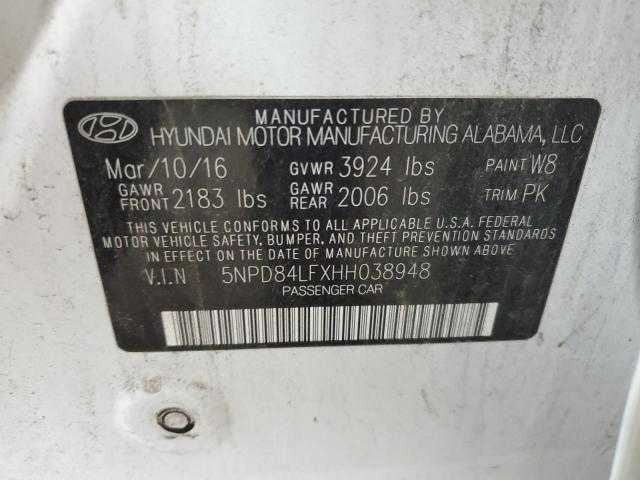 MANUFACTURED BY
HYUNDAI MOTOR MANUFACTURING ALABAMA, LLC
Mar/10/16 GVWR 3924 lbs PAINT W8
GAWR FRONT 2183 lbs GAWR REAR 2006 lbs TRIM PK
THIS VEHICLE CONFORMS TO ALL APPLICABLE U.S.A. FEDERAL
MOTOR VEHICLE SAFETY, BUMPER, AND THEFT PREVENTION STANDARDS
IN EFFECT ON THE DATE OF MANUFACTURE SHOWN ABOVE.
V.I.N 5NPD84LFXHH038948
PASSENGER CAR